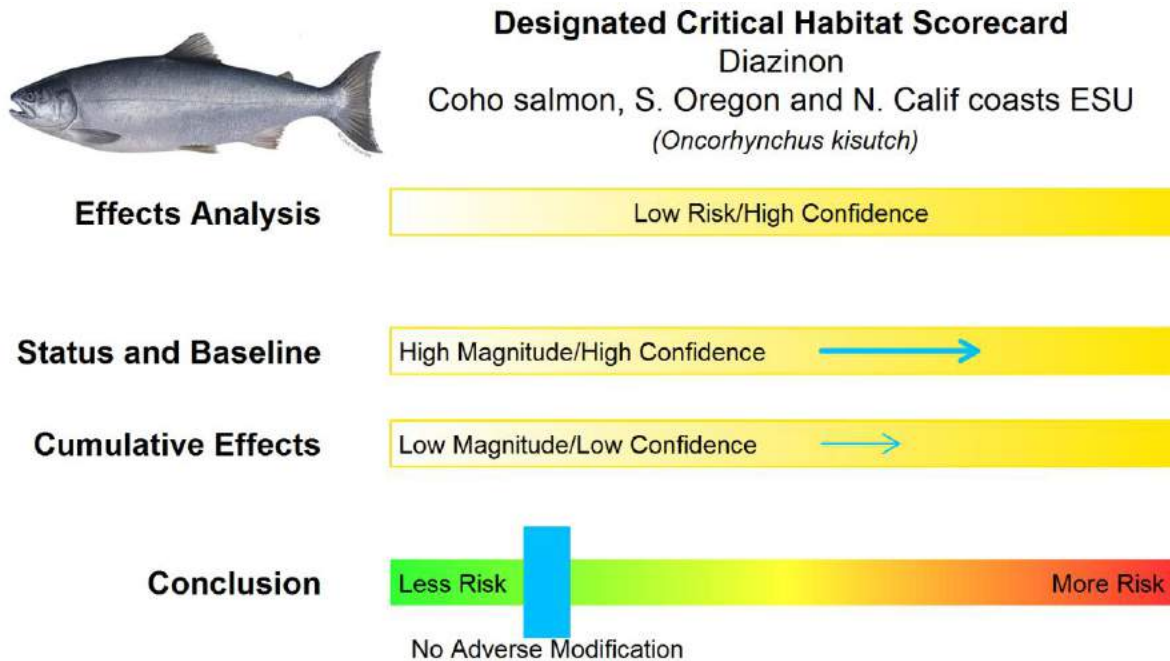 Designated Critical Habitat Scorecard
Diazinon
Coho salmon, S. Oregon and N. Calif coasts ESU
(Oncorhynchus kisutch)
Effects Analysis
Low Risk/High Confidence
Status and Baseline
High Magnitude/High Confidence
Cumulative Effects
Low Magnitude/Low Confidence
Conclusion
Less Risk
More Risk
No Adverse Modification